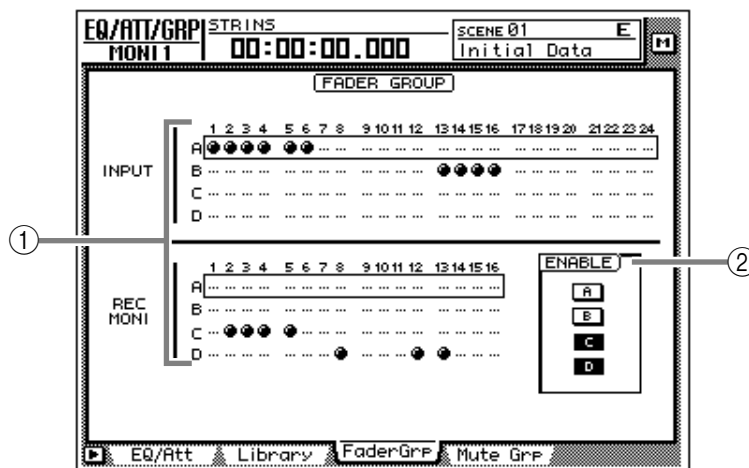 EQ/ATT/GRP STRINS SCENE 01 E
MONI 1 00:00:00.000 Initial Data M
FADER GROUP
1 2 3 4 5 6 7 8 9 10 11 12 13 14 15 16 17 18 19 20 21 22 23 24
A
INPUT B
C
D
1
2
ENABLE
1 2 3 4 5 6 7 8 9 10 11 12 13 14 15 16
A A
REC MONI B B
C C
D D
EQ/Att Library FaderGrp Mute Grp